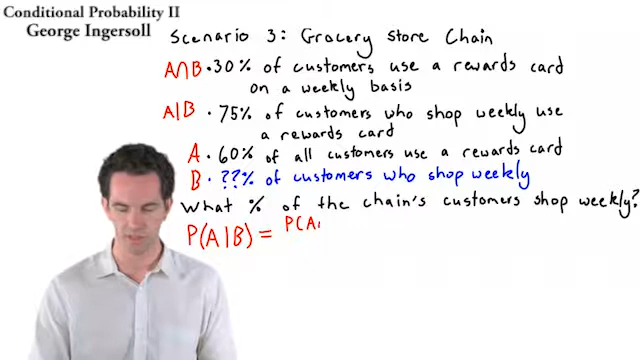 Conditional Probability II
George Ingersoll
Scenario 3: Grocery Store Chain
A∩B • 30% of customers use a rewards card
on a weekly basis
A|B • 75% of customers who shop weekly use
a rewards card
A • 60% of all customers use a rewards card
B • ??% of customers who shop weekly
What % of the chain's customers shop weekly?
P(A|B) = P(A